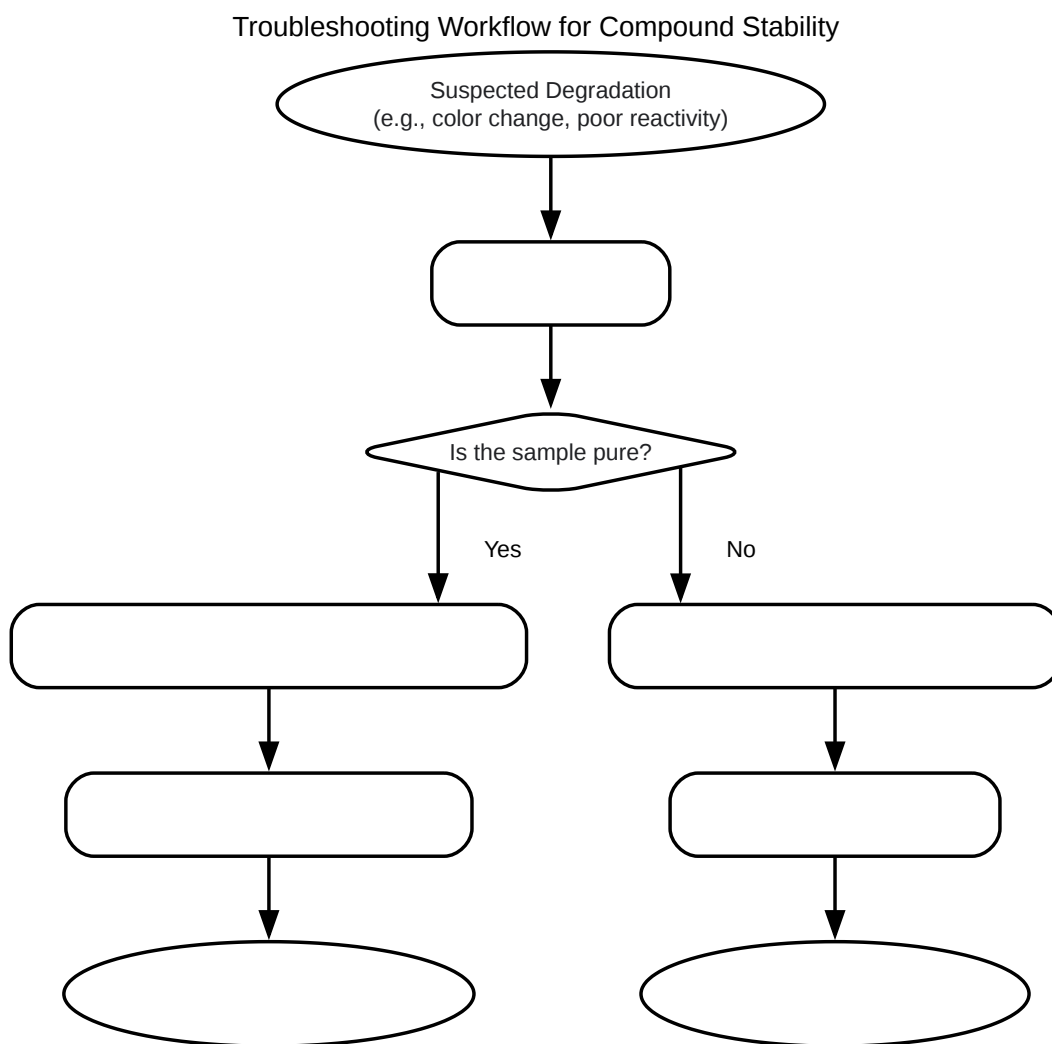 Troubleshooting Workflow for Compound Stability
Suspected Degradation
(e.g., color change, poor reactivity)
Is the sample pure?
Yes
No